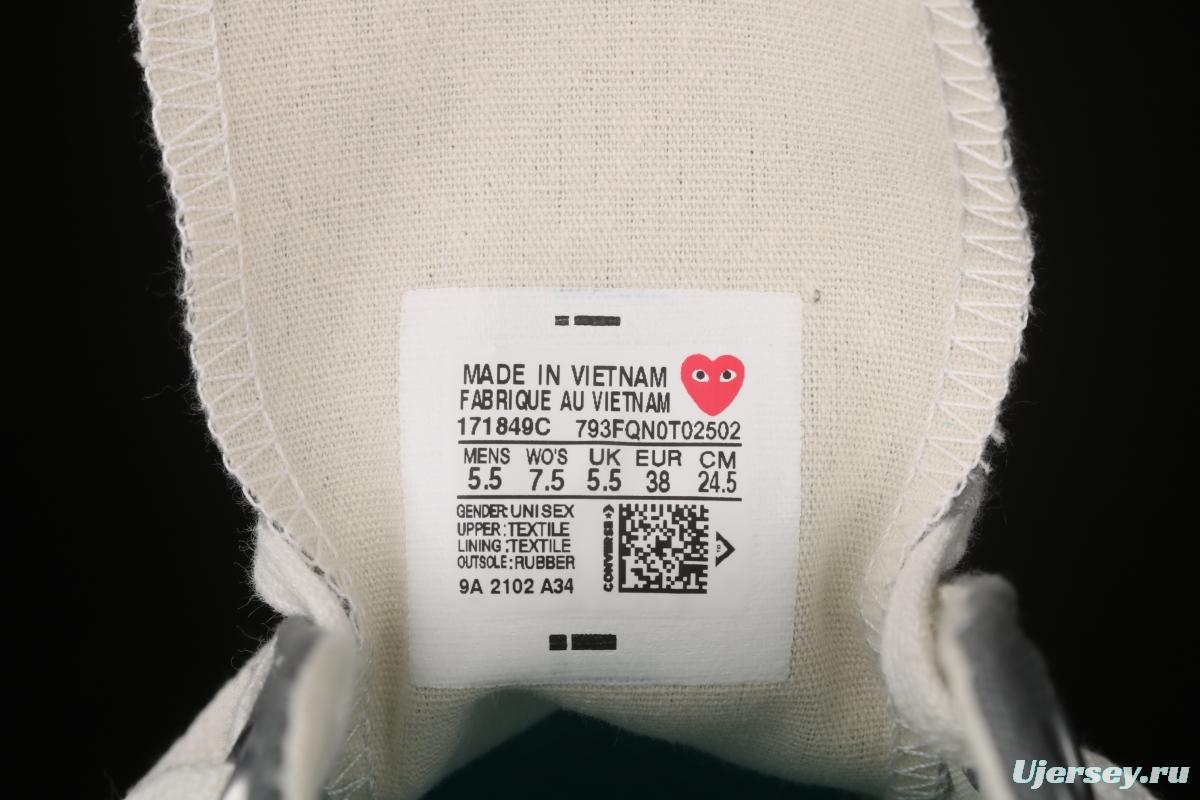 MADE IN VIETNAM
FABRIQUE AU VIETNAM
171849C 793FQN0T02502
MENS WO'S UK EUR CM
5.5 7.5 5.5 38 24.5
GENDER: UNISEX
UPPER: TEXTILE
LINING: TEXTILE
OUTSOLE: RUBBER
9A 2102 A34
CONVERSE
Ujersey.ru